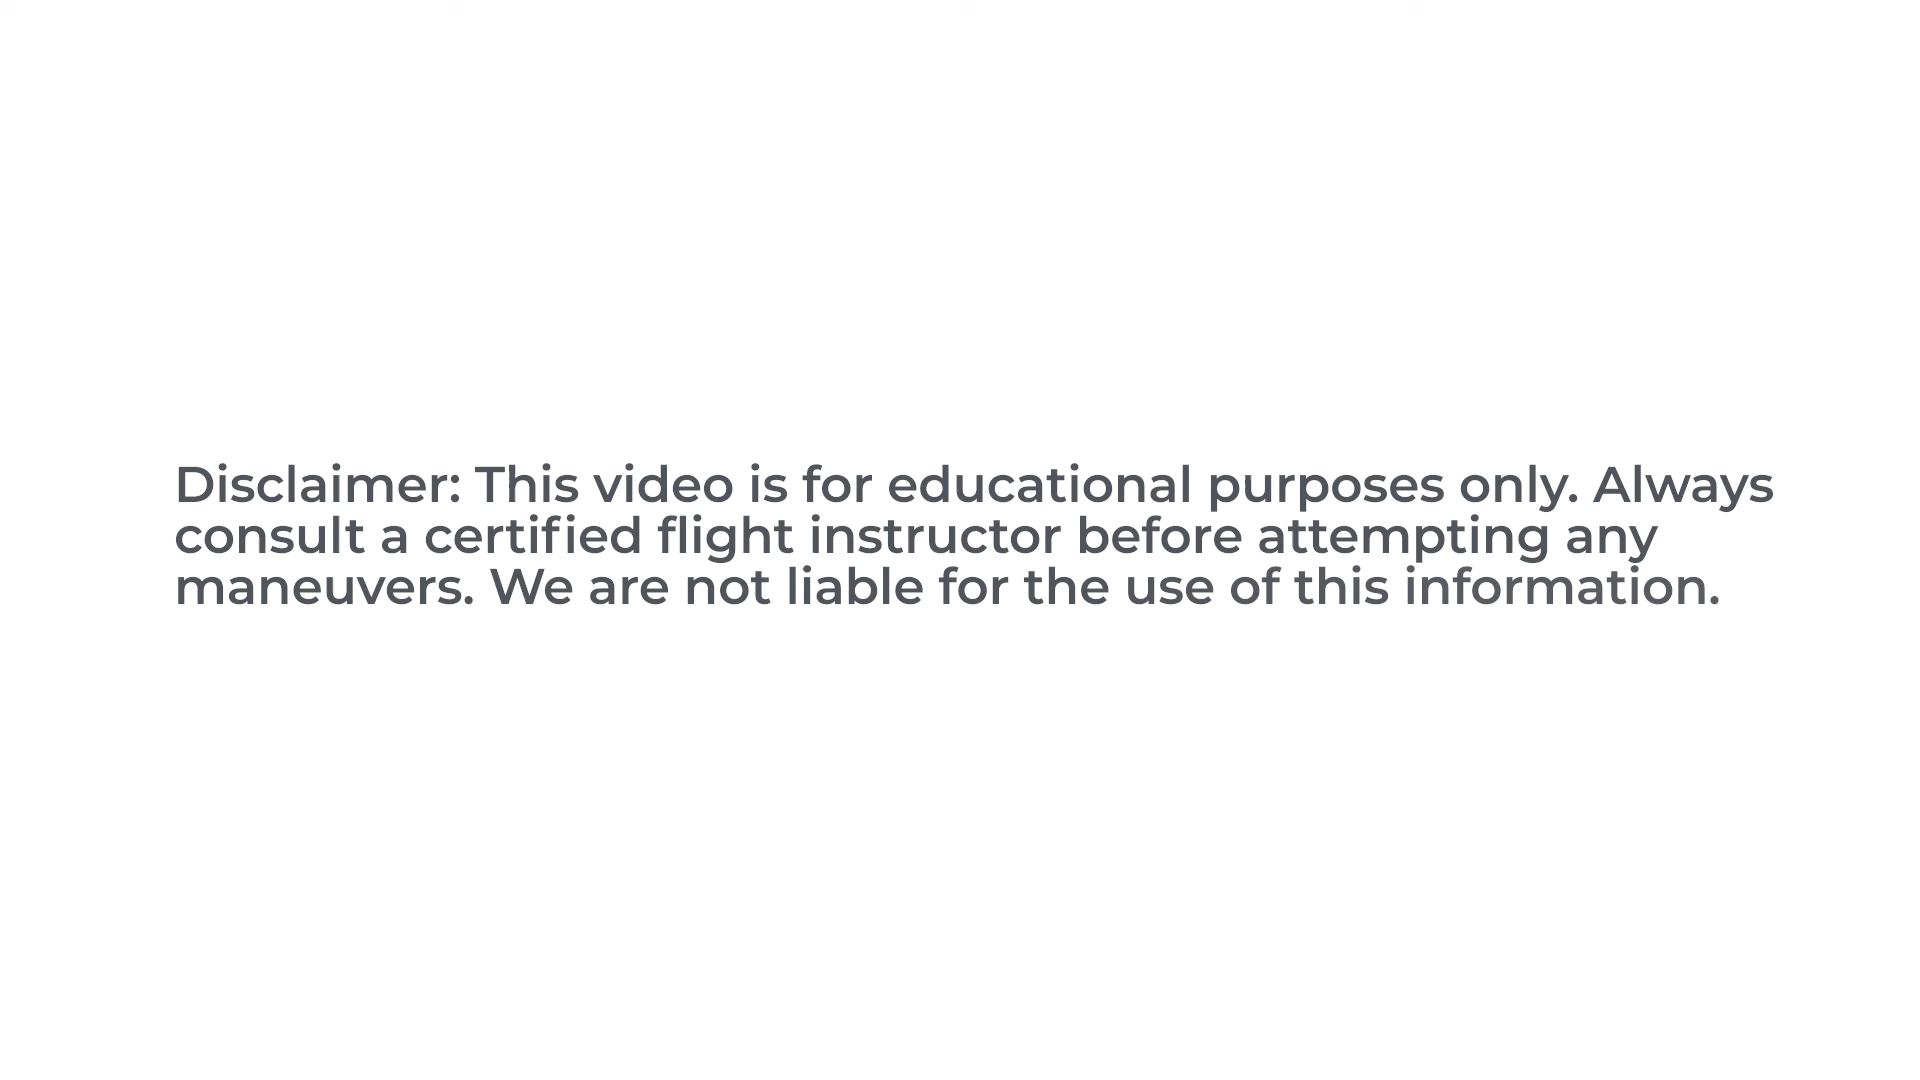 Disclaimer: This video is for educational purposes only. Always
consult a certified flight instructor before attempting any
maneuvers. We are not liable for the use of this information.